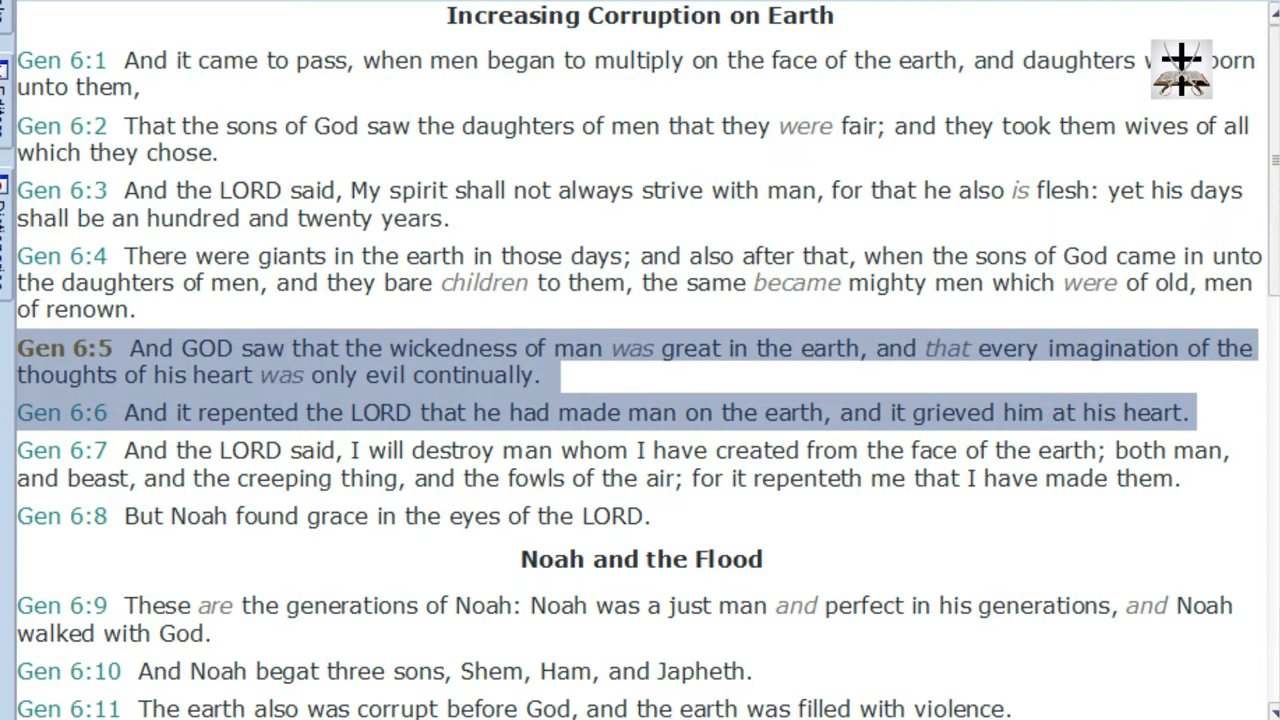 Increasing Corruption on Earth
Gen 6:1 And it came to pass, when men began to multiply on the face of the earth, and daughters born
unto them,
Gen 6:2 That the sons of God saw the daughters of men that they were fair; and they took them wives of all
which they chose.
Gen 6:3 And the LORD said, My spirit shall not always strive with man, for that he also is flesh: yet his days
shall be an hundred and twenty years.
Gen 6:4 There were giants in the earth in those days; and also after that, when the sons of God came in unto
the daughters of men, and they bare children to them, the same became mighty men which were of old, men
of renown.
Gen 6:5 And GOD saw that the wickedness of man was great in the earth, and that every imagination of the
thoughts of his heart was only evil continually.
Gen 6:6 And it repented the LORD that he had made man on the earth, and it grieved him at his heart.
Gen 6:7 And the LORD said, I will destroy man whom I have created from the face of the earth; both man,
and beast, and the creeping thing, and the fowls of the air; for it repenteth me that I have made them.
Gen 6:8 But Noah found grace in the eyes of the LORD.
Noah and the Flood
Gen 6:9 These are the generations of Noah: Noah was a just man and perfect in his generations, and Noah
walked with God.
Gen 6:10 And Noah begat three sons, Shem, Ham, and Japheth.
Gen 6:11 The earth also was corrupt before God, and the earth was filled with violence.